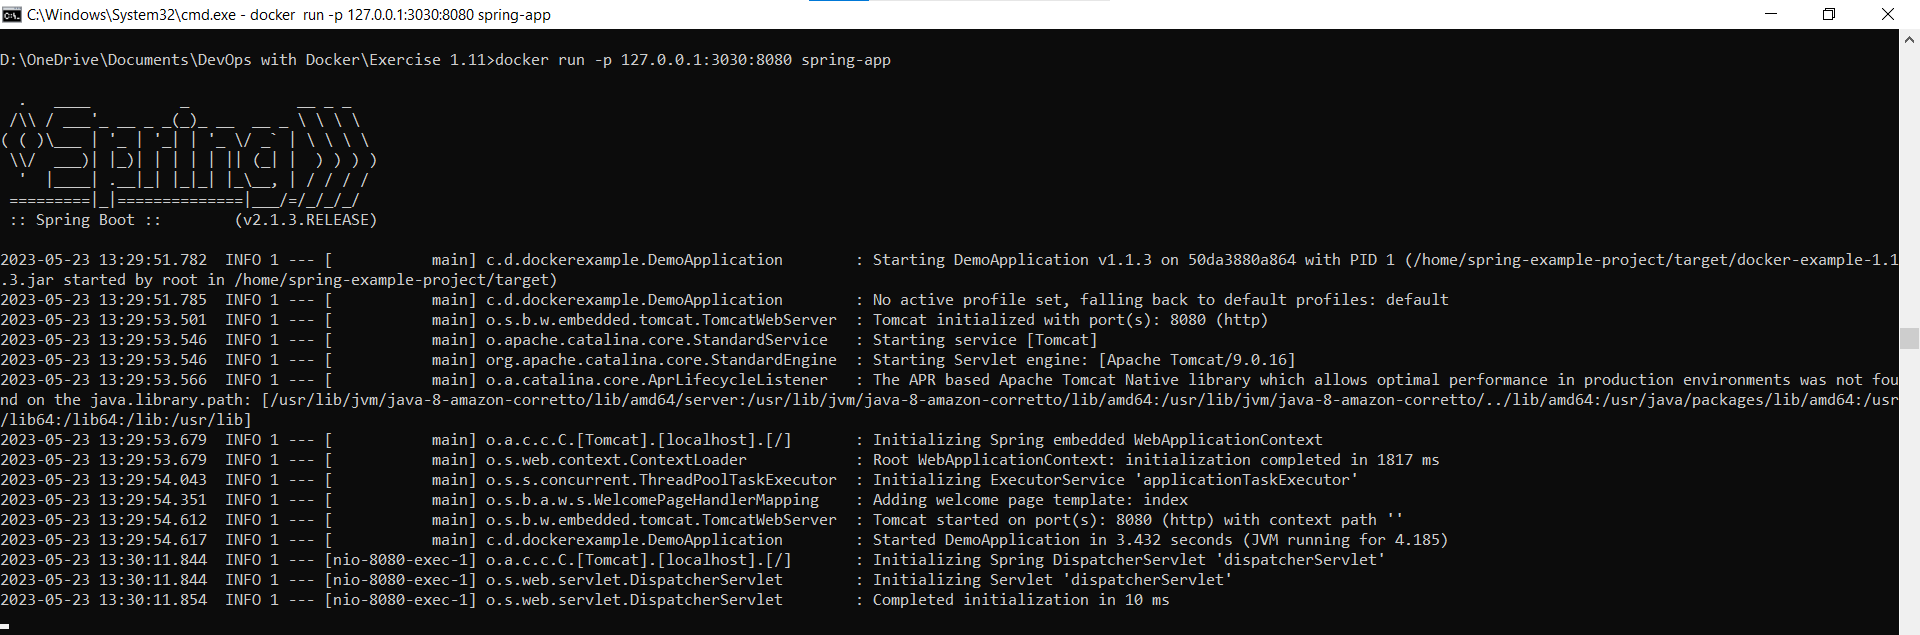 C:\Windows\System32\cmd.exe - docker  run -p 127.0.0.1:3030:8080 spring-app
D:\OneDrive\Documents\DevOps with Docker\Exercise 1.11>docker run -p 127.0.0.1:3030:8080 spring-app
  .   ____          _            __ _ _
 /\\ / ___'_ __ _ _(_)_ __  __ _ \ \ \ \
( ( )\___ | '_ | '_| | '_ \/ _` | \ \ \ \
 \\/  ___)| |_)| | | | | || (_| |  ) ) ) )
  '  |____| .__|_| |_|_| |_\__, | / / / /
 =========|_|==============|___/=/_/_/_/
 :: Spring Boot ::        (v2.1.3.RELEASE)
2023-05-23 13:29:51.782  INFO 1 --- [           main] c.d.dockerexample.DemoApplication        : Starting DemoApplication v1.1.3 on 50da3880a864 with PID 1 (/home/spring-example-project/target/docker-example-1.1
.3.jar started by root in /home/spring-example-project/target)
2023-05-23 13:29:51.785  INFO 1 --- [           main] c.d.dockerexample.DemoApplication        : No active profile set, falling back to default profiles: default
2023-05-23 13:29:53.501  INFO 1 --- [           main] o.s.b.w.embedded.tomcat.TomcatWebServer  : Tomcat initialized with port(s): 8080 (http)
2023-05-23 13:29:53.546  INFO 1 --- [           main] o.apache.catalina.core.StandardService   : Starting service [Tomcat]
2023-05-23 13:29:53.546  INFO 1 --- [           main] org.apache.catalina.core.StandardEngine  : Starting Servlet engine: [Apache Tomcat/9.0.16]
2023-05-23 13:29:53.566  INFO 1 --- [           main] o.a.catalina.core.AprLifecycleListener   : The APR based Apache Tomcat Native library which allows optimal performance in production environments was not fou
nd on the java.library.path: [/usr/lib/jvm/java-8-amazon-corretto/lib/amd64/server:/usr/lib/jvm/java-8-amazon-corretto/lib/amd64:/usr/lib/jvm/java-8-amazon-corretto/../lib/amd64:/usr/java/packages/lib/amd64:/usr
/lib64:/lib64:/lib:/usr/lib]
2023-05-23 13:29:53.679  INFO 1 --- [           main] o.a.c.c.C.[Tomcat].[localhost].[/]       : Initializing Spring embedded WebApplicationContext
2023-05-23 13:29:53.679  INFO 1 --- [           main] o.s.web.context.ContextLoader            : Root WebApplicationContext: initialization completed in 1817 ms
2023-05-23 13:29:54.043  INFO 1 --- [           main] o.s.s.concurrent.ThreadPoolTaskExecutor  : Initializing ExecutorService 'applicationTaskExecutor'
2023-05-23 13:29:54.351  INFO 1 --- [           main] o.s.b.a.w.s.WelcomePageHandlerMapping    : Adding welcome page template: index
2023-05-23 13:29:54.612  INFO 1 --- [           main] o.s.b.w.embedded.tomcat.TomcatWebServer  : Tomcat started on port(s): 8080 (http) with context path ''
2023-05-23 13:29:54.617  INFO 1 --- [           main] c.d.dockerexample.DemoApplication        : Started DemoApplication in 3.432 seconds (JVM running for 4.185)
2023-05-23 13:30:11.844  INFO 1 --- [nio-8080-exec-1] o.a.c.c.C.[Tomcat].[localhost].[/]       : Initializing Spring DispatcherServlet 'dispatcherServlet'
2023-05-23 13:30:11.844  INFO 1 --- [nio-8080-exec-1] o.s.web.servlet.DispatcherServlet        : Initializing Servlet 'dispatcherServlet'
2023-05-23 13:30:11.854  INFO 1 --- [nio-8080-exec-1] o.s.web.servlet.DispatcherServlet        : Completed initialization in 10 ms